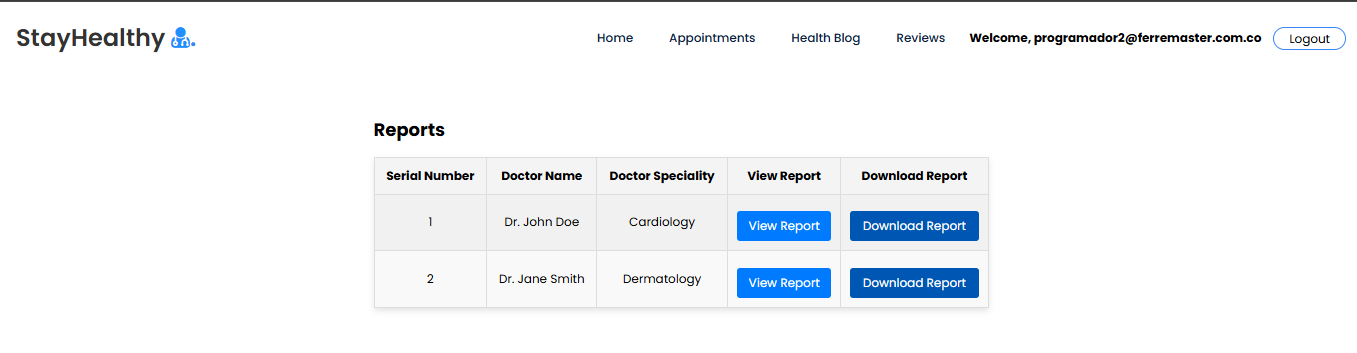 StayHealthy
Home Appointments Health Blog Reviews Welcome, programador2@ferremaster.com.co Logout
Reports
Serial Number Doctor Name Doctor Speciality View Report Download Report
1 Dr. John Doe Cardiology View Report Download Report
2 Dr. Jane Smith Dermatology View Report Download Report